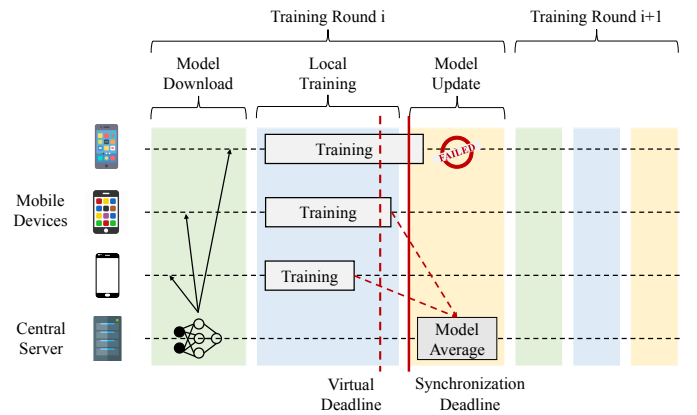 Training Round i
Training Round i+1
Model
Download
Local
Training
Model
Update
Training
FAILED
Mobile
Devices
Training
Training
Central
Server
Model
Average
Virtual
Deadline
Synchronization
Deadline